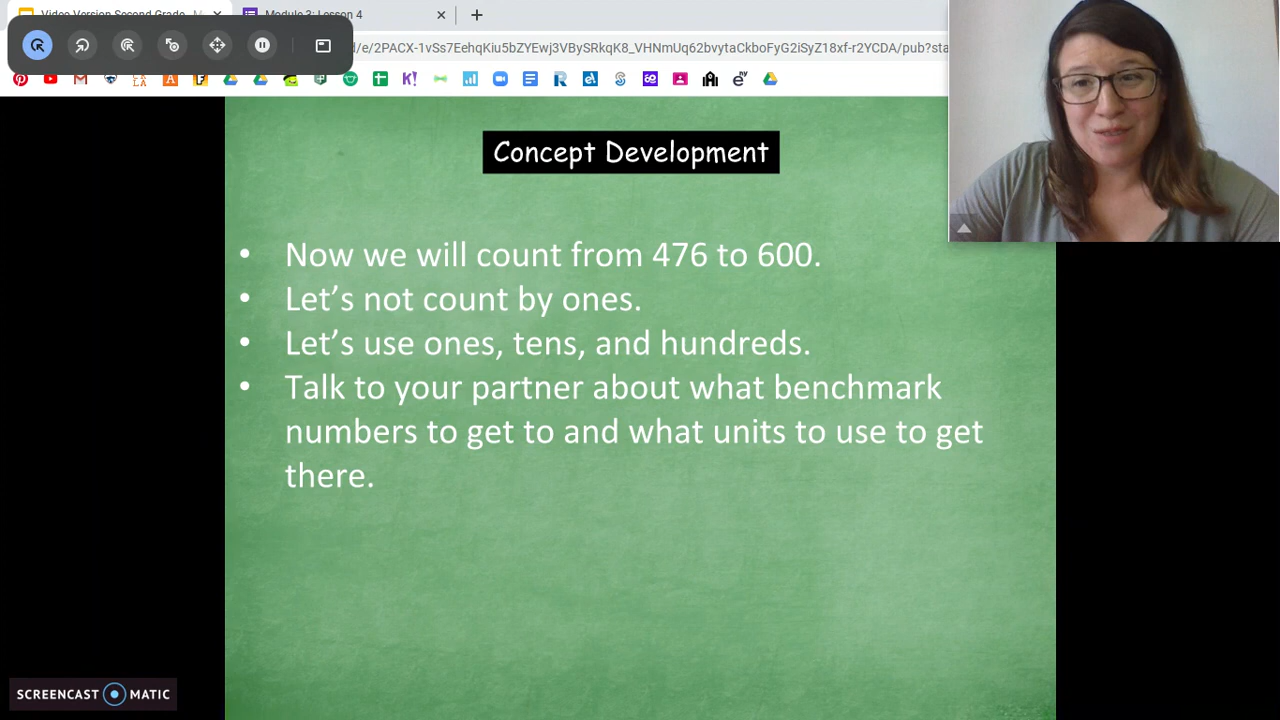 Video Version Second Grade
Module 3: Lesson 4
/e/2PACX-1vSs7EehqKiu5bZYEwj3VBySRkqK8_VHNmUq62bvytaCkboFyG2iSyZ18xf-r2YCDA/pub?sta
Concept Development
• Now we will count from 476 to 600.
• Let’s not count by ones.
• Let’s use ones, tens, and hundreds.
• Talk to your partner about what benchmark
numbers to get to and what units to use to get
there.
SCREENCAST MATIC